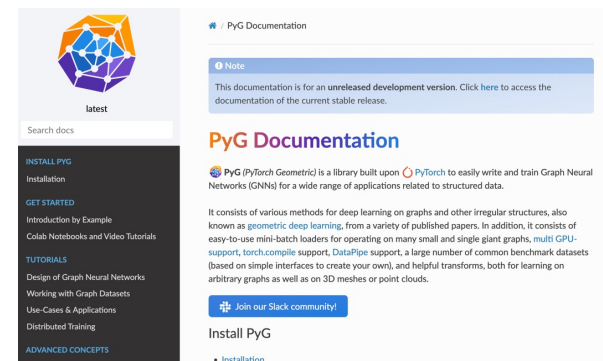 latest
Search docs
INSTALL PYG
Installation
GET STARTED
Introduction by Example
Colab Notebooks and Video Tutorials
TUTORIALS
Design of Graph Neural Networks
Working with Graph Datasets
Use-Cases & Applications
Distributed Training
ADVANCED CONCEPTS
/ PyG Documentation
Note
This documentation is for an unreleased development version. Click here to access the
documentation of the current stable release.
PyG Documentation
PyG (PyTorch Geometric) is a library built upon PyTorch to easily write and train Graph Neural
Networks (GNNs) for a wide range of applications related to structured data.
It consists of various methods for deep learning on graphs and other irregular structures, also
known as geometric deep learning, from a variety of published papers. In addition, it consists of
easy-to-use mini-batch loaders for operating on many small and single giant graphs, multi GPU-
support, torch.compile support, DataPipe support, a large number of common benchmark datasets
(based on simple interfaces to create your own), and helpful transforms, both for learning on
arbitrary graphs as well as on 3D meshes or point clouds.
Join our Slack community!
Install PyG
• Installation